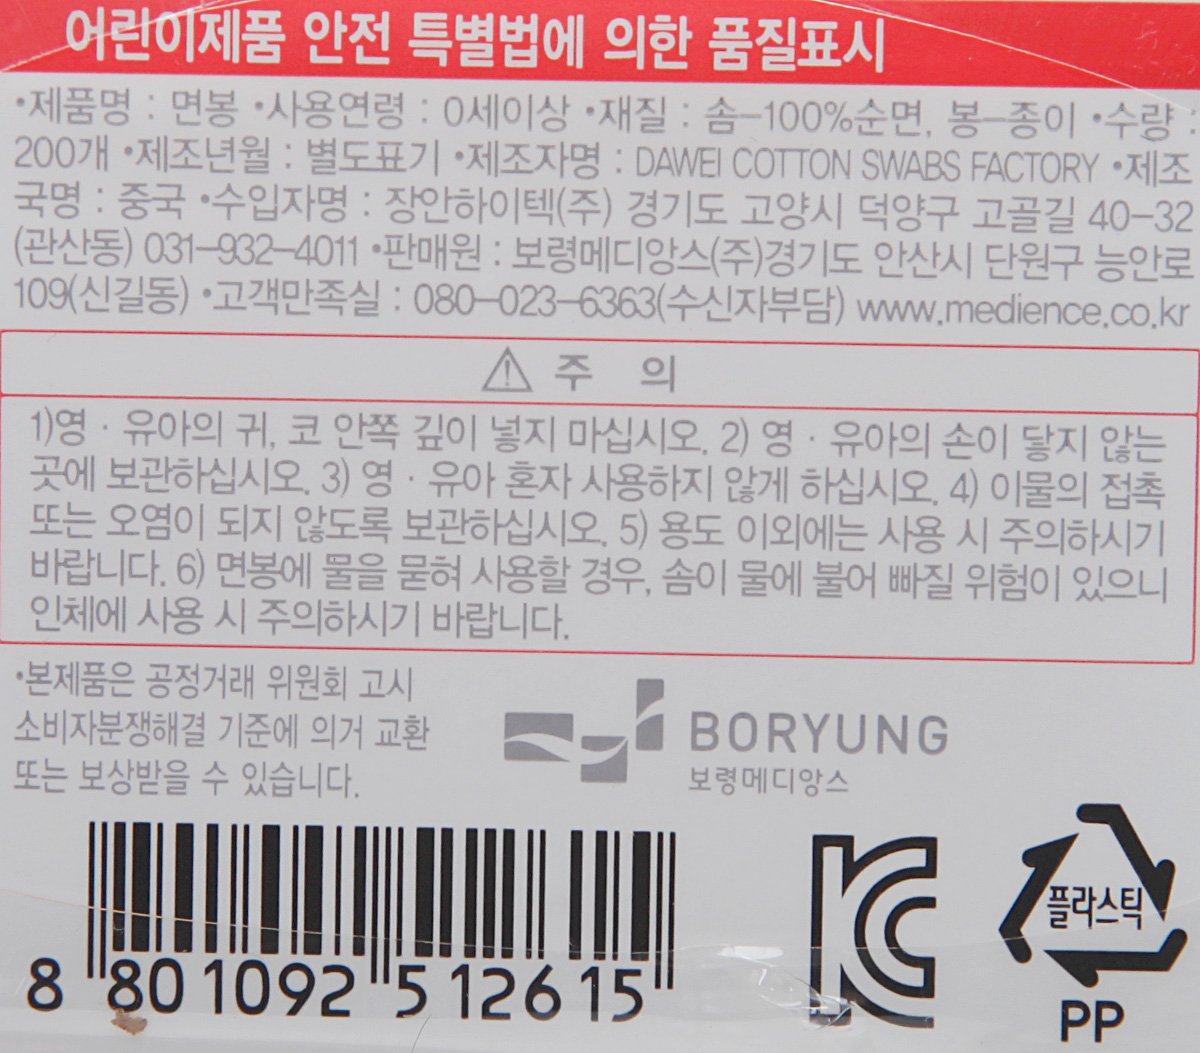 어린이제품 안전 특별법에 의한 품질표시
•제품명 : 면봉 •사용연령 : 0세이상 •재질 : 솜-100%순면, 봉-종이 •수량 :
200개 •제조년월 : 별도표기 •제조자명 : DAWEI COTTON SWABS FACTORY •제조
국명 : 중국 •수입자명 : 장안하이텍(주) 경기도 고양시 덕양구 고골길 40-32
(관산동) 031-932-4011 •판매원 : 보령메디앙스(주)경기도 안산시 단원구 능안로
109(신길동) •고객만족실 : 080-023-6363(수신자부담) www.medience.co.kr
⚠ 주 의
1)영 · 유아의 귀, 코 안쪽 깊이 넣지 마십시오. 2) 영 · 유아의 손이 닿지 않는
곳에 보관하십시오. 3) 영 · 유아 혼자 사용하지 않게 하십시오. 4) 이물의 접촉
또는 오염이 되지 않도록 보관하십시오. 5) 용도 이외에는 사용 시 주의하시기
바랍니다. 6) 면봉에 물을 묻혀 사용할 경우, 솜이 물에 불어 빠질 위험이 있으니
인체에 사용 시 주의하시기 바랍니다.
•본제품은 공정거래 위원회 고시
소비자분쟁해결 기준에 의거 교환
또는 보상받을 수 있습니다.
BORYUNG
보령메디앙스
8 801092 512615
KC
플라스틱
PP